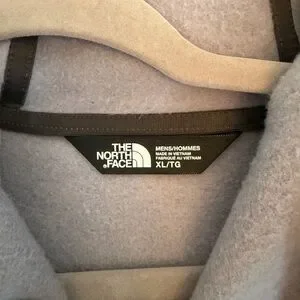 THE
NORTH
FACE
MENS/HOMMES
MADE IN VIETNAM
FABRIQUÉ AU VIETNAM
XL/TG